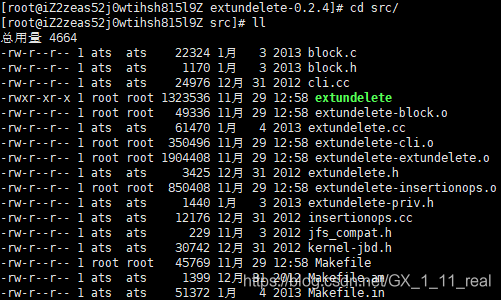 [root@iZ2zeas52j0wtihsh815l9Z extundelete-0.2.4]# cd src/
[root@iZ2zeas52j0wtihsh815l9Z src]# ll
总用量 4664
-rw-r--r-- 1 ats  ats    22324 1月   3 2013 block.c
-rw-r--r-- 1 ats  ats     1170 1月   3 2013 block.h
-rw-r--r-- 1 ats  ats    24976 12月 31 2012 cli.cc
-rwxr-xr-x 1 root root 1323536 11月 29 12:58 extundelete
-rw-r--r-- 1 root root   49336 11月 29 12:58 extundelete-block.o
-rw-r--r-- 1 ats  ats    61470 1月   4 2013 extundelete.cc
-rw-r--r-- 1 root root  350496 11月 29 12:58 extundelete-cli.o
-rw-r--r-- 1 root root 1904408 11月 29 12:58 extundelete-extundelete.o
-rw-r--r-- 1 ats  ats     3425 12月 31 2012 extundelete.h
-rw-r--r-- 1 root root  850408 11月 29 12:58 extundelete-insertionops.o
-rw-r--r-- 1 ats  ats     1440 1月   3 2013 extundelete-priv.h
-rw-r--r-- 1 ats  ats    12176 12月 31 2012 insertionops.cc
-rw-r--r-- 1 ats  ats      229 11月  3 2012 jfs_compat.h
-rw-r--r-- 1 ats  ats    30742 12月 31 2012 kernel-jbd.h
-rw-r--r-- 1 root root   45769 11月 29 12:58 Makefile
-rw-r--r-- 1 ats  ats     1399 12月 31 2012 Makefile.am
-rw-r--r-- 1 ats  ats    51372 1月   4 2013 Makefile.in
https://blog.csdn.net/GX_1_11_real